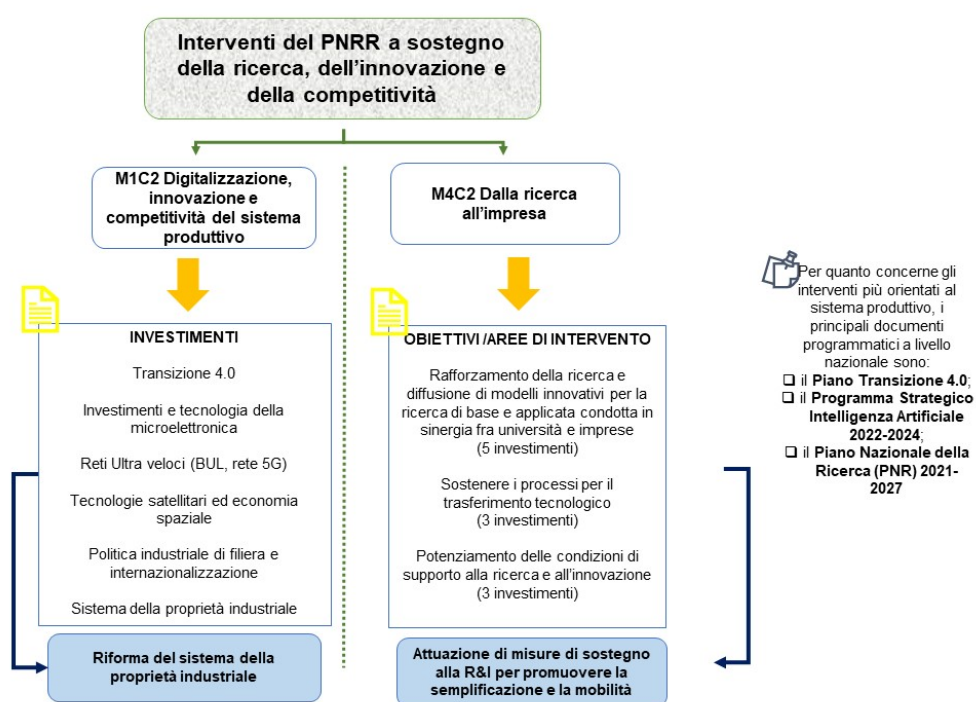 Interventi del PNRR a sostegno
della ricerca, dell'innovazione e
della competitività
M1C2 Digitalizzazione,
innovazione e
competitività del sistema
produttivo
M4C2 Dalla ricerca
all'impresa
INVESTIMENTI
Transizione 4.0
Investimenti e tecnologia della
microelettronica
Reti Ultra veloci (BUL, rete 5G)
Tecnologie satellitari ed economia
spaziale
Politica industriale di filiera e
internazionalizzazione
Sistema della proprietà industriale
Riforma del sistema della
proprietà industriale
OBIETTIVI /AREE DI INTERVENTO
Rafforzamento della ricerca e
diffusione di modelli innovativi per la
ricerca di base e applicata condotta in
sinergia fra università e imprese
(5 investimenti)
Sostenere i processi per il
trasferimento tecnologico
(3 investimenti)
Potenziamento delle condizioni di
supporto alla ricerca e all'innovazione
(3 investimenti)
Attuazione di misure di sostegno
alla R&I per promuovere la
semplificazione e la mobilità
Per quanto concerne gli
interventi più orientati al
sistema produttivo, i
principali documenti
programmatici a livello
nazionale sono:
❑ il Piano Transizione 4.0;
❑ il Programma Strategico
Intelligenza Artificiale
2022-2024;
❑ il Piano Nazionale della
Ricerca (PNR) 2021-
2027